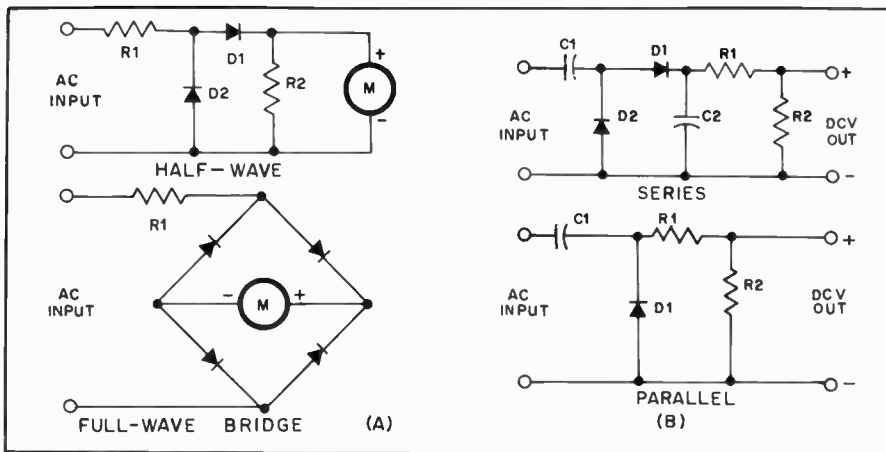 R1
D1
AC
INPUT
D2
R2
+
M
-
HALF-WAVE
R1
AC
INPUT
- M +
FULL-WAVE BRIDGE (A)
C1
D1
R1
+
AC
INPUT
D2
C2
R2
DCV
OUT
-
SERIES
C1
R1
+
AC
INPUT
D1
R2
DCV
OUT
-
PARALLEL
(B)